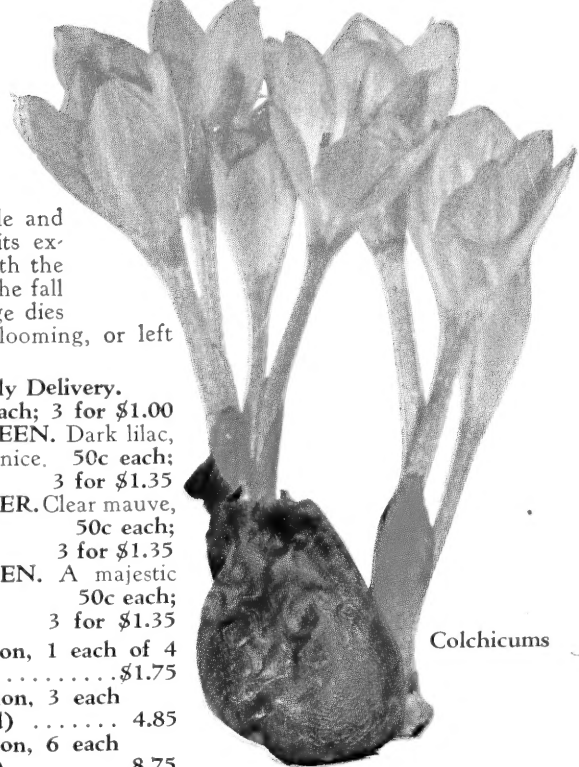 le and
its ex-
th the
he fall
ge dies
looming, or left
ly Delivery.
ach; 3 for $1.00
EEN. Dark lilac,
nice. 50c each;
3 for $1.35
ER. Clear mauve,
50c each;
3 for $1.35
EN. A majestic
50c each;
3 for $1.35
on, 1 each of 4
..........$1.75
on, 3 each
) ....... 4.85
on, 6 each
8.75
Colchicums